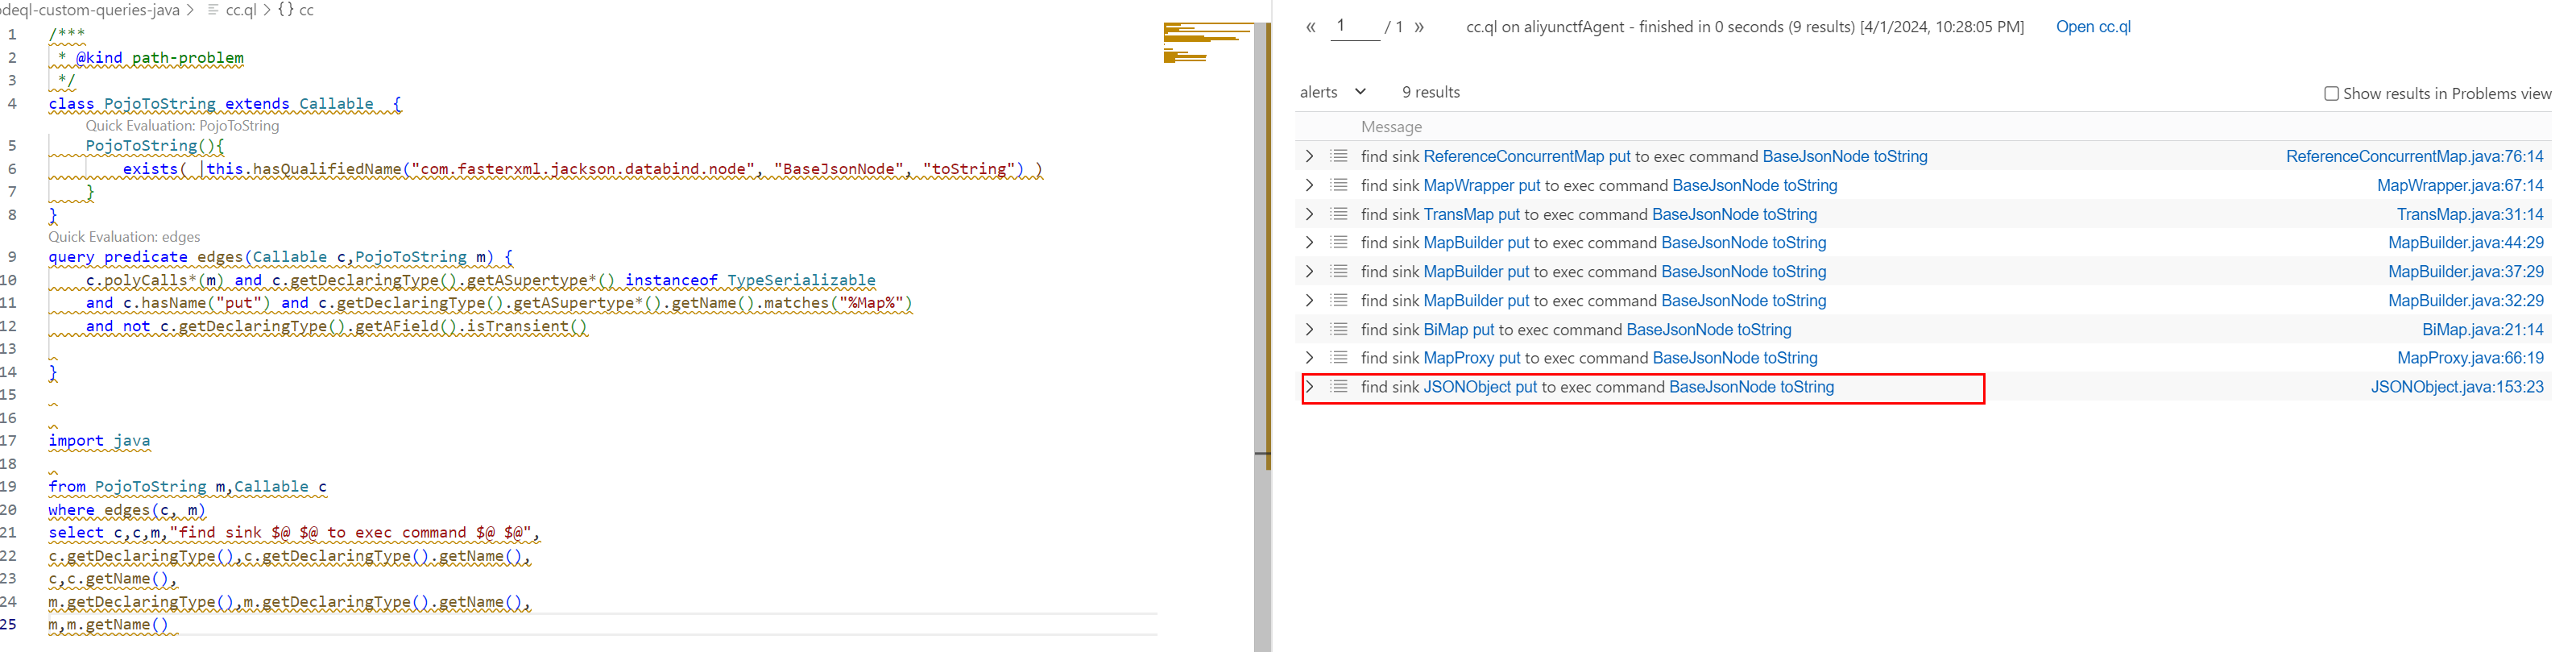 odeql-custom-queries-java > cc.ql > {} cc
1 /***
2 * @kind path-problem
3 */
4 class PojoToString extends Callable {
Quick Evaluation: PojoToString
5 PojoToString(){
6 exists( |this.hasQualifiedName("com.fasterxml.jackson.databind.node", "BaseJsonNode", "toString") )
7 }
8 }
Quick Evaluation: edges
9 query predicate edges(Callable c,PojoToString m) {
10 c.polyCalls*(m) and c.getDeclaringType().getASupertype*() instanceof TypeSerializable
11 and c.hasName("put") and c.getDeclaringType().getASupertype*().getName().matches("%Map%")
12 and not c.getDeclaringType().getAField().isTransient()
13
14 }
15
16
17 import java
18
19 from PojoToString m,Callable c
20 where edges(c, m)
21 select c,c,m,"find sink $@ $@ to exec command $@ $@",
22 c.getDeclaringType(),c.getDeclaringType().getName(),
23 c,c.getName(),
24 m.getDeclaringType(),m.getDeclaringType().getName(),
25 m,m.getName()
« 1 / 1 » cc.ql on aliyunctfAgent - finished in 0 seconds (9 results) [4/1/2024, 10:28:05 PM] Open cc.ql
alerts 9 results Show results in Problems view
Message
find sink ReferenceConcurrentMap put to exec command BaseJsonNode toString ReferenceConcurrentMap.java:76:14
find sink MapWrapper put to exec command BaseJsonNode toString MapWrapper.java:67:14
find sink TransMap put to exec command BaseJsonNode toString TransMap.java:31:14
find sink MapBuilder put to exec command BaseJsonNode toString MapBuilder.java:44:29
find sink MapBuilder put to exec command BaseJsonNode toString MapBuilder.java:37:29
find sink MapBuilder put to exec command BaseJsonNode toString MapBuilder.java:32:29
find sink BiMap put to exec command BaseJsonNode toString BiMap.java:21:14
find sink MapProxy put to exec command BaseJsonNode toString MapProxy.java:66:19
find sink JSONObject put to exec command BaseJsonNode toString JSONObject.java:153:23